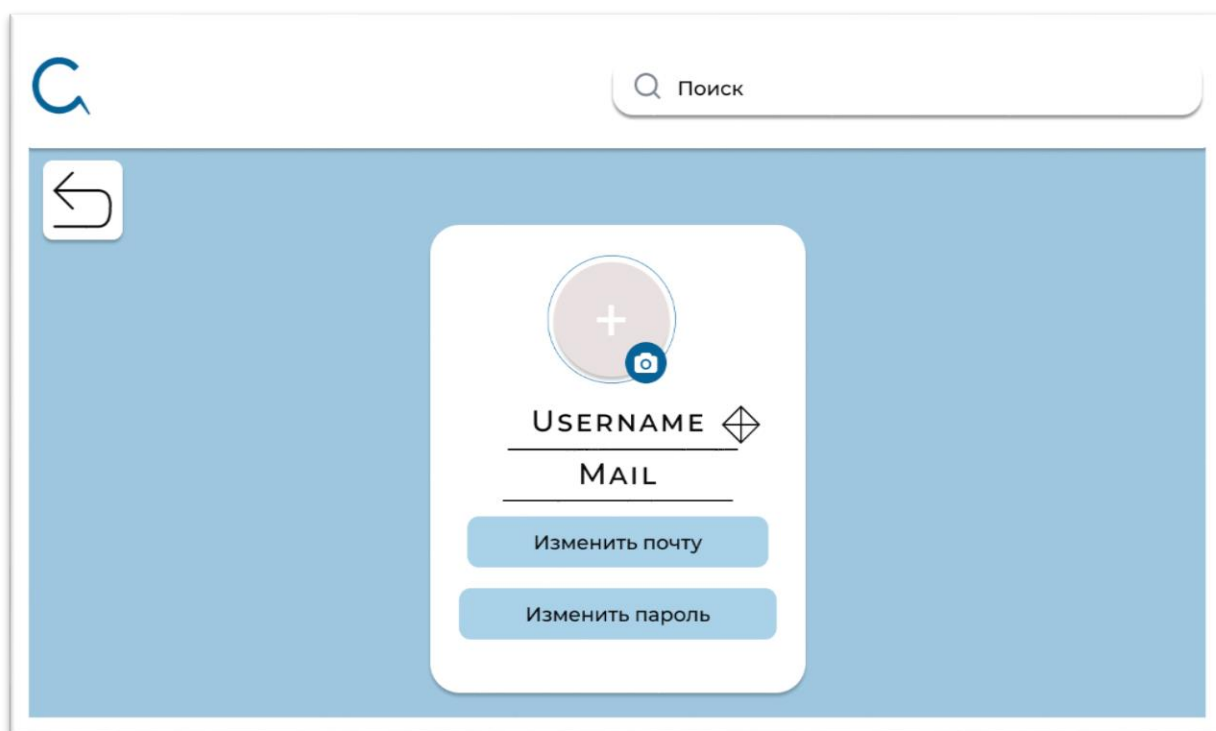 Поиск
Username
Mail
Изменить почту
Изменить пароль